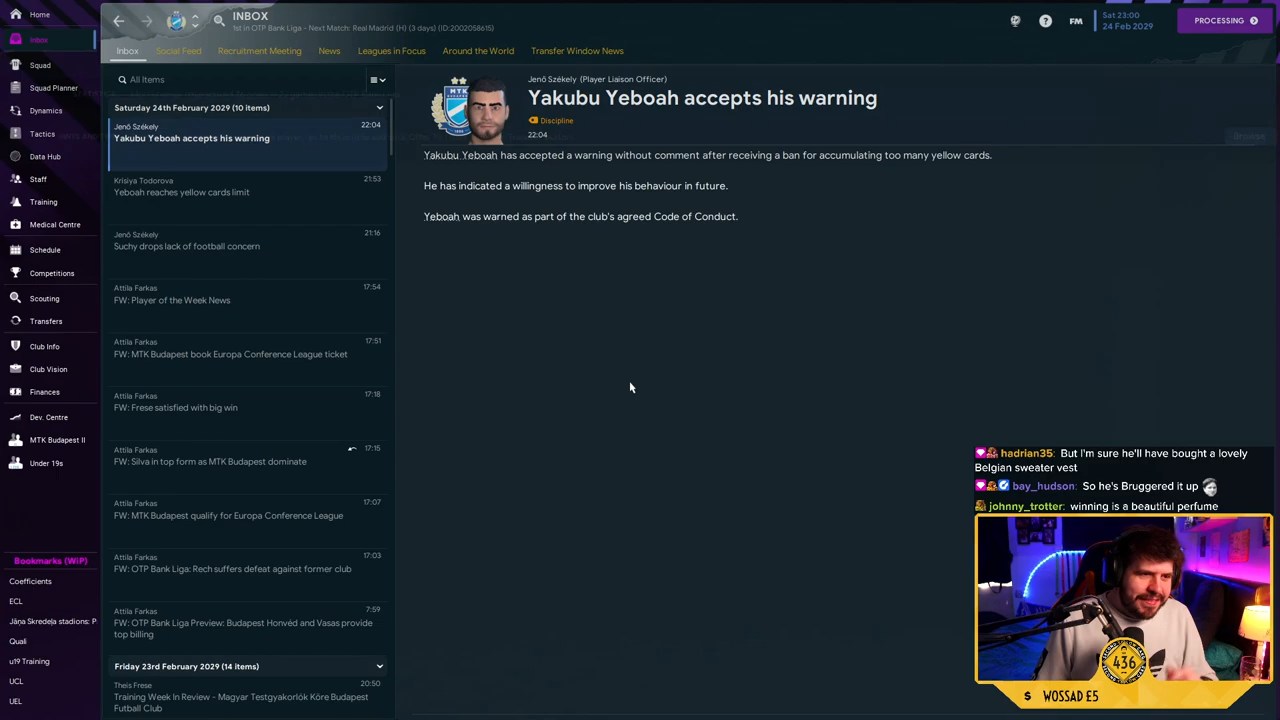 Home
Inbox
Squad
Squad Planner
Dynamics
Tactics
Data Hub
Staff
Training
Medical Centre
Schedule
Competitions
Scouting
Transfers
Club Info
Club Vision
Finances
Dev. Centre
MTK Budapest II
Under 19s
Bookmarks (WiP)
Coefficients
ECL
Jāņa Skredeļa stadions: P
Quali
u19 Training
UCL
UEL
INBOX
1st in OTP Bank Liga - Next Match: Real Madrid (H) (3 days) (ID:2002058615)
FM
Sat 23:00
24 Feb 2029
PROCESSING
Inbox Social Feed Recruitment Meeting News Leagues in Focus Around the World Transfer Window News
All Items
Saturday 24th February 2029 (10 items)
Jenő Székely 22:04
Yakubu Yeboah accepts his warning
Krisiya Todorova 21:53
Yeboah reaches yellow cards limit
Jenő Székely 21:16
Suchy drops lack of football concern
Attila Farkas 17:54
FW: Player of the Week News
Attila Farkas 17:51
FW: MTK Budapest book Europa Conference League ticket
Attila Farkas 17:18
FW: Frese satisfied with big win
Attila Farkas 17:15
FW: Silva in top form as MTK Budapest dominate
Attila Farkas 17:07
FW: MTK Budapest qualify for Europa Conference League
Attila Farkas 17:03
FW: OTP Bank Liga: Rech suffers defeat against former club
Attila Farkas 7:59
FW: OTP Bank Liga Preview: Budapest Honvéd and Vasas provide
top billing
Friday 23rd February 2029 (14 items)
Theis Frese 20:50
Training Week In Review - Magyar Testgyakorlók Köre Budapest
Futball Club
MTK
Jenő Székely (Player Liaison Officer)
Yakubu Yeboah accepts his warning
Discipline
22:04
Browse
Yakubu Yeboah has accepted a warning without comment after receiving a ban for accumulating too many yellow cards.
He has indicated a willingness to improve his behaviour in future.
Yeboah was warned as part of the club's agreed Code of Conduct.
hadrian35: But I'm sure he'll have bought a lovely
Belgian sweater vest
bay_hudson: So he's Bruggered it up
johnny_trotter: winning is a beautiful perfume
436
$ WOSSAD £5